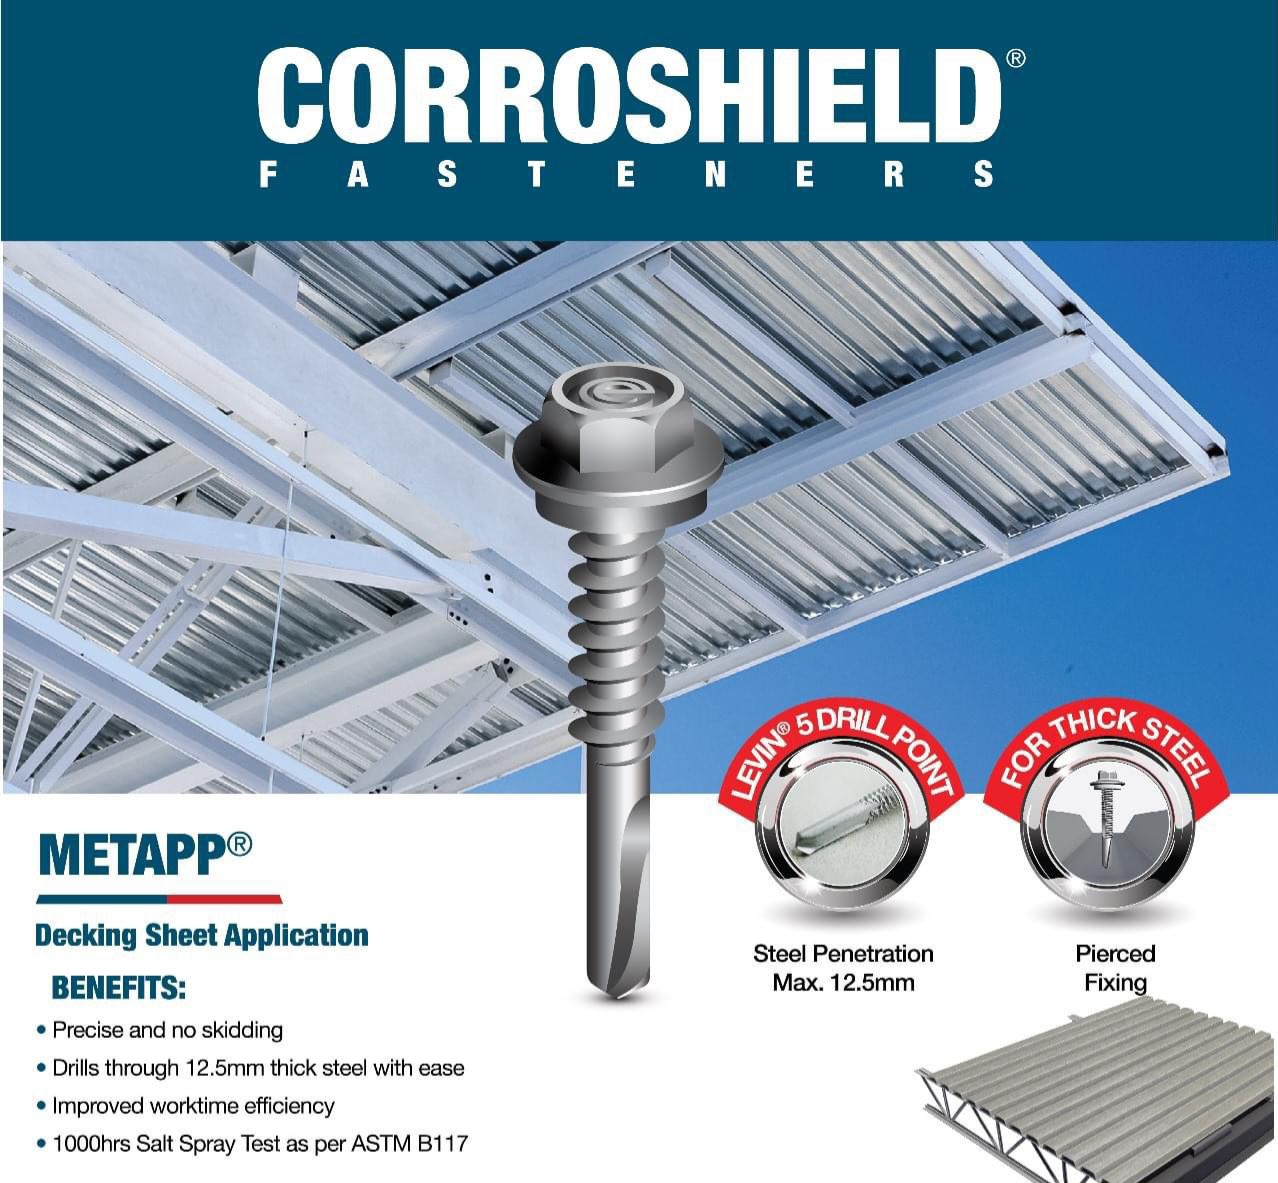 CORROSHIELD®
FASTENERS
e
LEVIN® 5 DRILL POINT
FOR THICK STEEL
METAPP®
Decking Sheet Application
Steel Penetration
Max. 12.5mm
Pierced
Fixing
BENEFITS:
• Precise and no skidding
• Drills through 12.5mm thick steel with ease
• Improved worktime efficiency
• 1000hrs Salt Spray Test as per ASTM B117